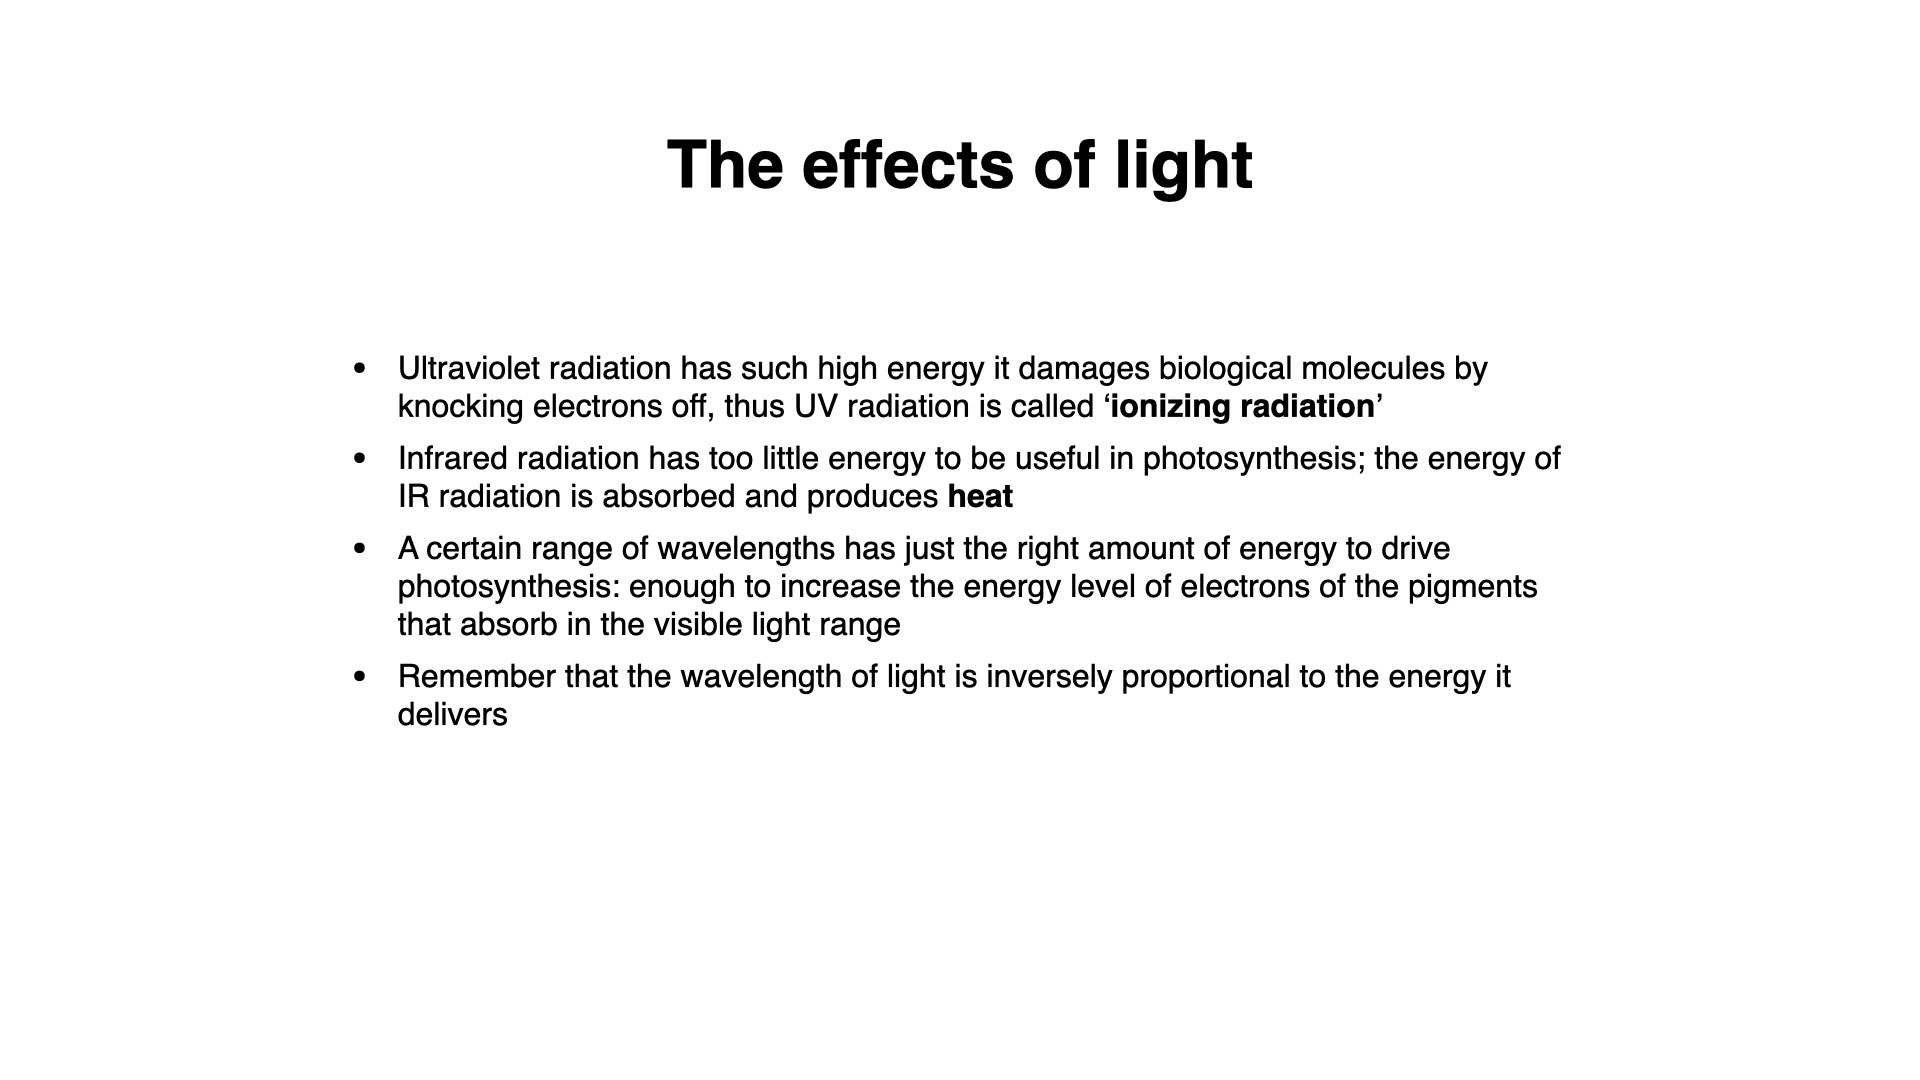 The effects of light
• Ultraviolet radiation has such high energy it damages biological molecules by
knocking electrons off, thus UV radiation is called ‘ionizing radiation’
• Infrared radiation has too little energy to be useful in photosynthesis; the energy of
IR radiation is absorbed and produces heat
• A certain range of wavelengths has just the right amount of energy to drive
photosynthesis: enough to increase the energy level of electrons of the pigments
that absorb in the visible light range
• Remember that the wavelength of light is inversely proportional to the energy it
delivers